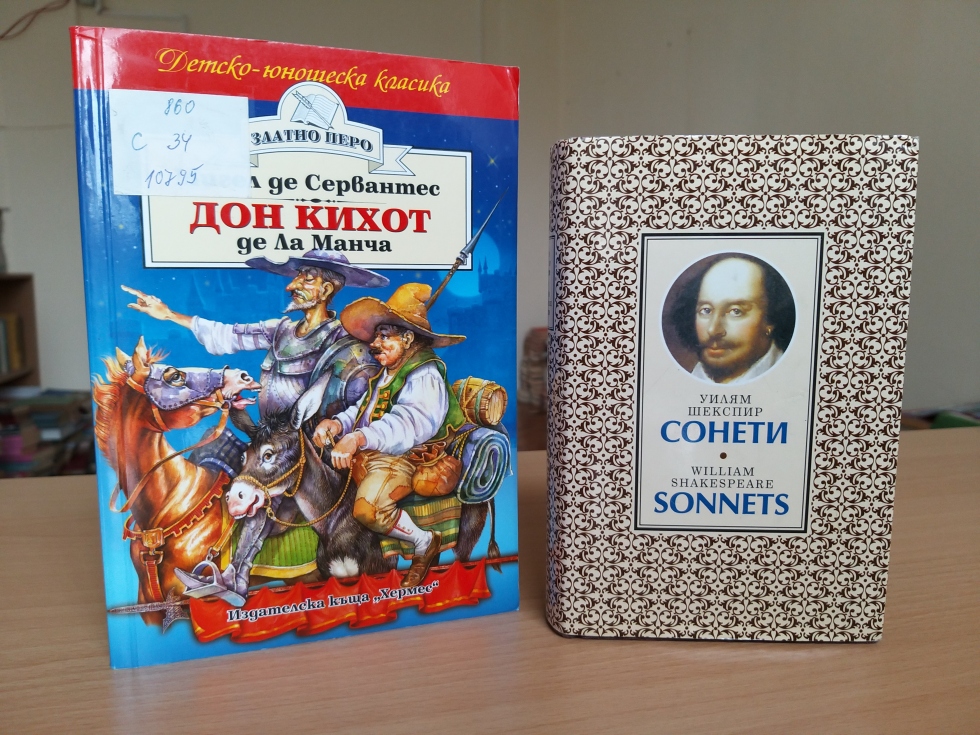 Детско-юношеска класика
860
С 34
10795
ЗЛАТНО ПЕРО
де Сервантес
ДОН КИХОТ
де Ла Манча
Издателска къща „Хермес“
УИЛЯМ
ШЕКСПИР
СОНЕТИ
WILLIAM
SHAKESPEARE
SONNETS